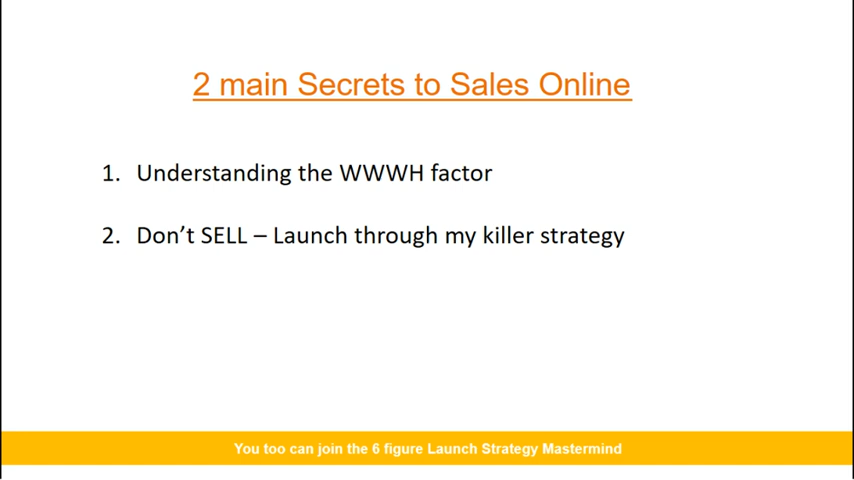 2 main Secrets to Sales Online
1. Understanding the WWWH factor
2. Don’t SELL – Launch through my killer strategy
You too can join the 6 figure Launch Strategy Mastermind